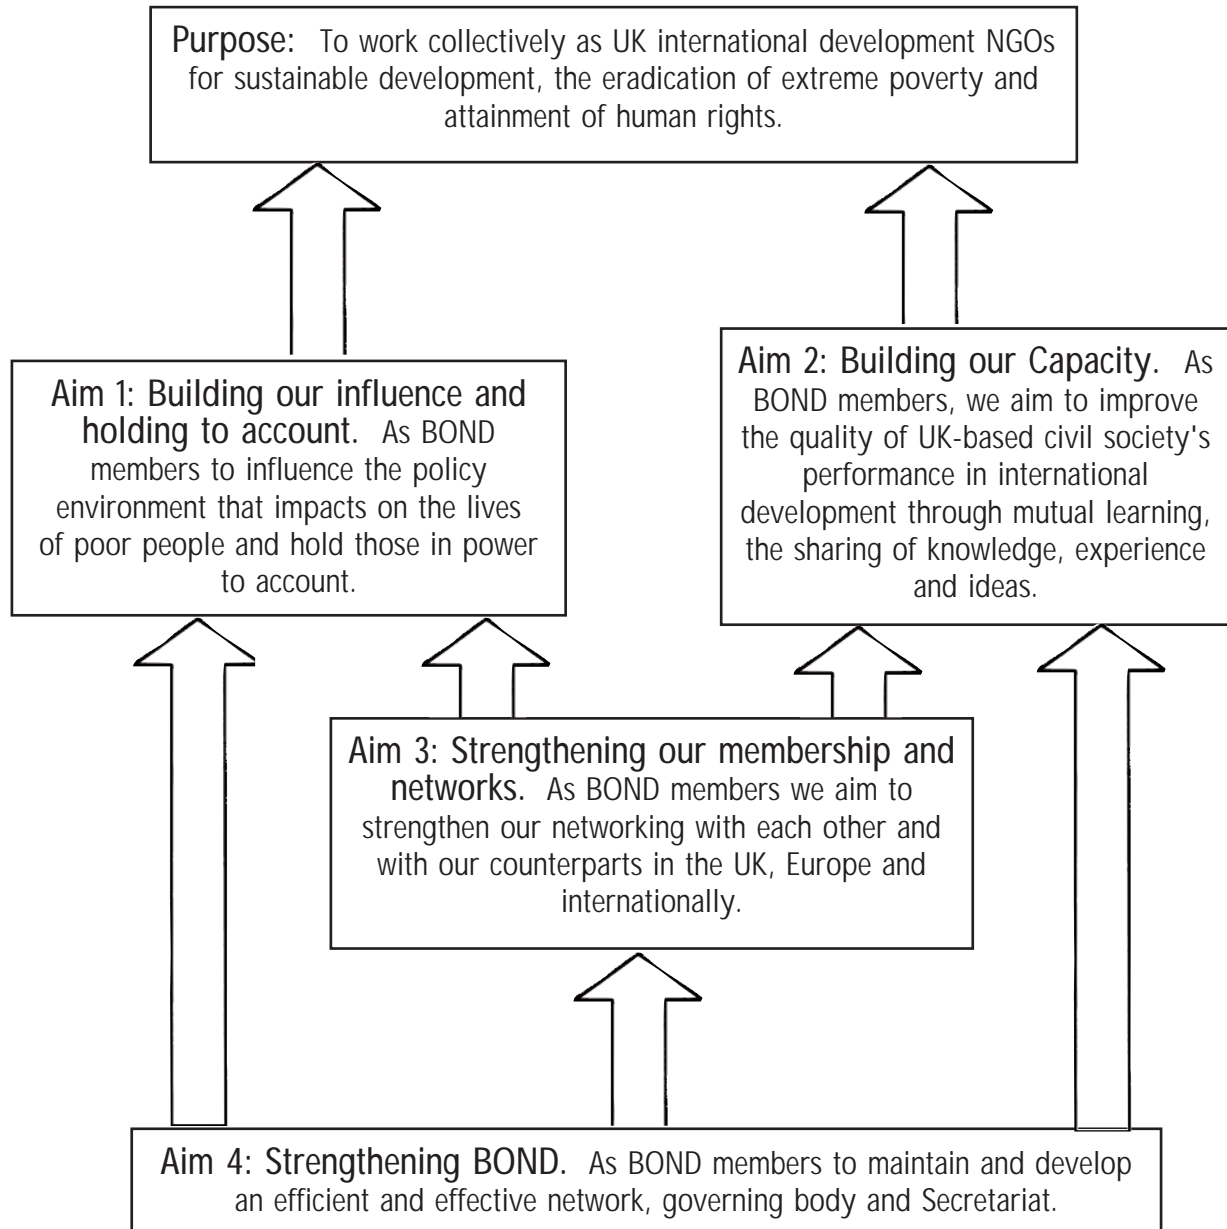 Purpose: To work collectively as UK international development NGOs
for sustainable development, the eradication of extreme poverty and
attainment of human rights.
Aim 1: Building our influence and
holding to account. As BOND
members to influence the policy
environment that impacts on the lives
of poor people and hold those in power
to account.
Aim 2: Building our Capacity. As
BOND members, we aim to improve
the quality of UK-based civil society's
performance in international
development through mutual learning,
the sharing of knowledge, experience
and ideas.
Aim 3: Strengthening our membership and
networks. As BOND members we aim to
strengthen our networking with each other and
with our counterparts in the UK, Europe and
internationally.
Aim 4: Strengthening BOND. As BOND members to maintain and develop
an efficient and effective network, governing body and Secretariat.